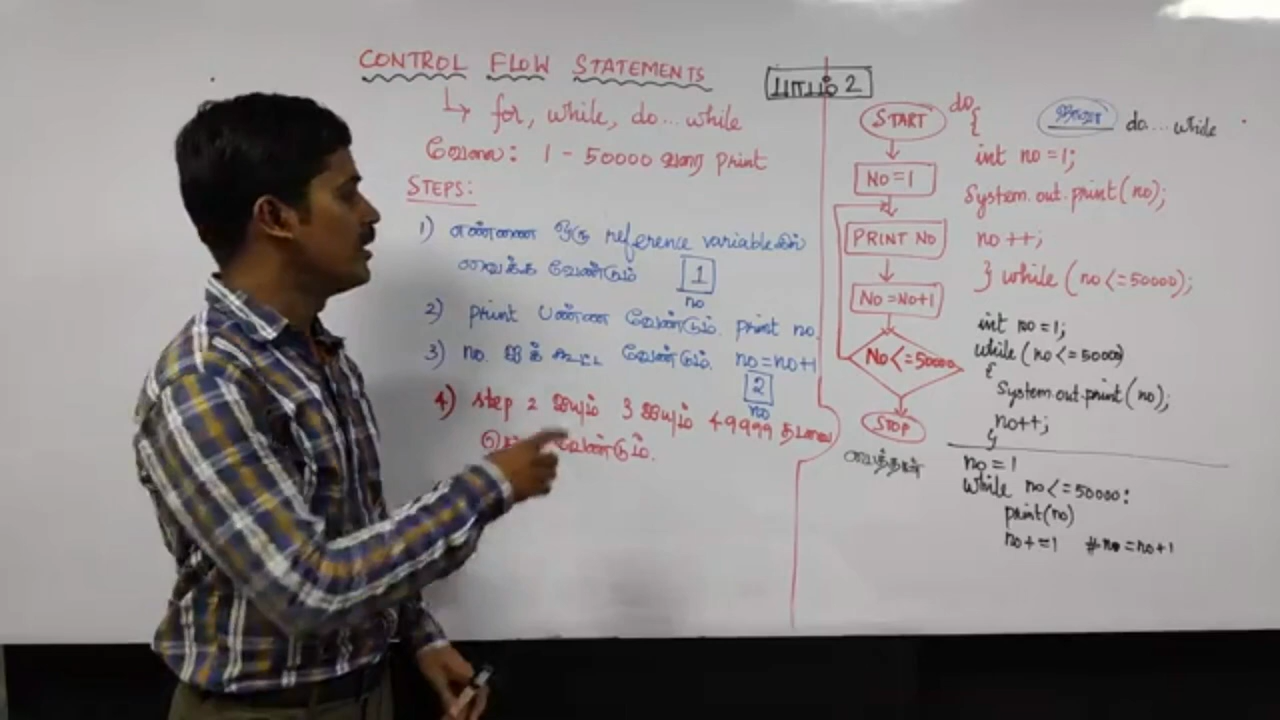 CONTROL FLOW STATEMENTS
↳ for, while, do...while
வேலை: 1 - 50000 வரை print
STEPS:
1) எண்ணை ஒரு reference variableலில்
வைக்க வேண்டும் 1
no
2) print பண்ண வேண்டும். print no.
3) no. ஐக் கூட்ட வேண்டும். no=no+1
2
no
4) step 2 ஐயும் 3 ஐயும் 49999 தடவை
வேண்டும்.
பாடம் 2
START
NO=1
PRINT NO
NO=NO+1
NO<=50000
STOP
do...while
do
{
int no=1;
System.out.print(no);
no++;
} while (no<=50000);
int no=1;
while (no<=50000)
{
System.out.print(no);
no++;
}
no=1
while no<=50000:
print(no)
no+=1 #no=no+1